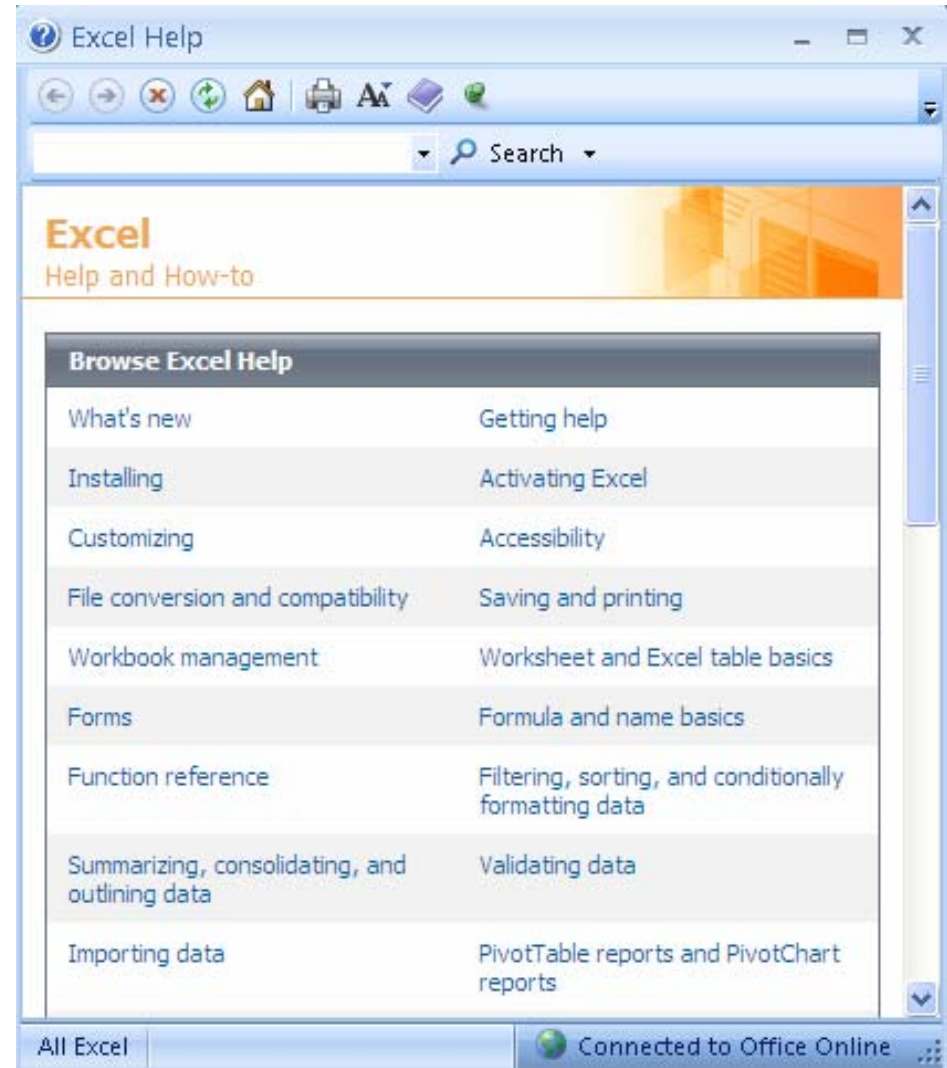 Excel Help
Search
Excel
Help and How-to
Browse Excel Help
What's new
Getting help
Installing
Activating Excel
Customizing
Accessibility
File conversion and compatibility
Saving and printing
Workbook management
Worksheet and Excel table basics
Forms
Formula and name basics
Function reference
Filtering, sorting, and conditionally
formatting data
Summarizing, consolidating, and
outlining data
Validating data
Importing data
PivotTable reports and PivotChart
reports
All Excel
Connected to Office Online